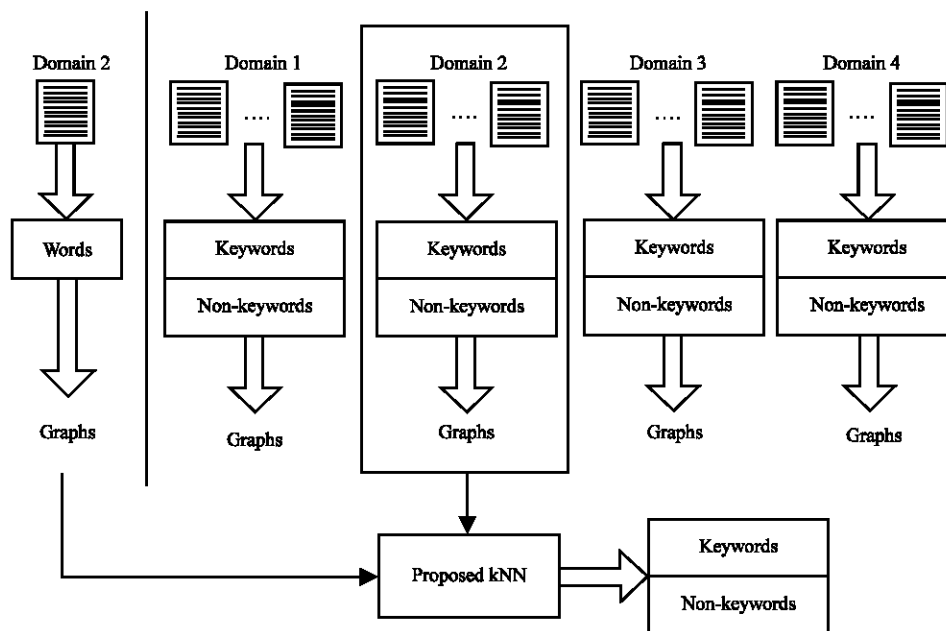 Domain 2
Domain 1
Domain 2
Domain 3
Domain 4
....
....
....
....
Words
Keywords
Non-keywords
Keywords
Non-keywords
Keywords
Non-keywords
Keywords
Non-keywords
Graphs
Graphs
Graphs
Graphs
Graphs
Proposed kNN
Keywords
Non-keywords